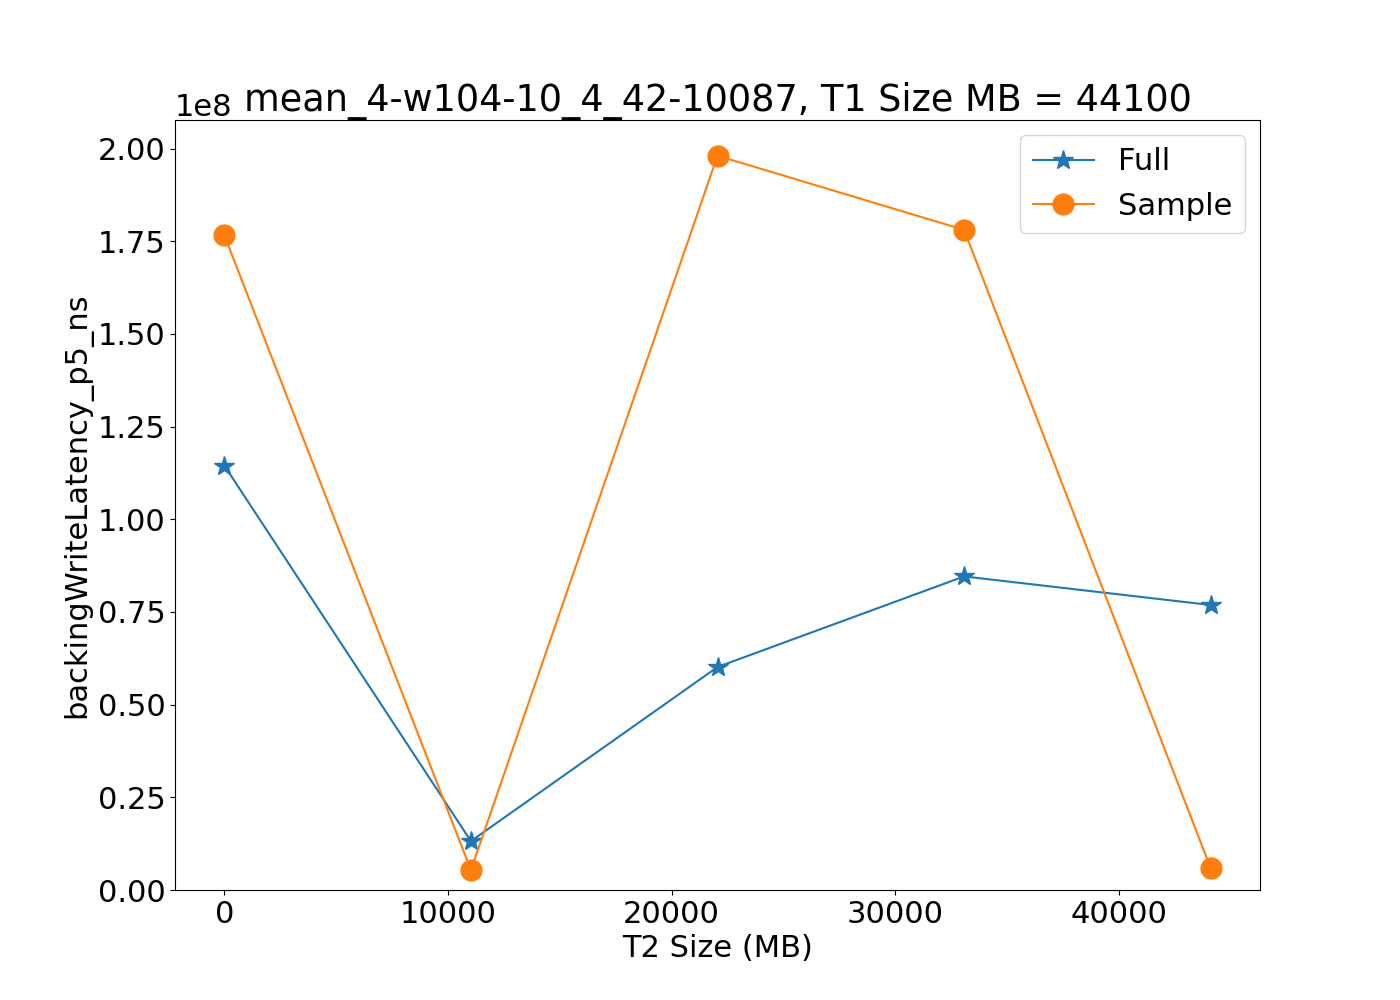 1e8
mean_4-w104-10_4_42-10087, T1 Size MB = 44100
Full
Sample
2.00
1.75
1.50
1.25
1.00
0.75
0.50
0.25
0.00
backingWriteLatency_p5_ns
0 10000 20000 30000 40000
T2 Size (MB)